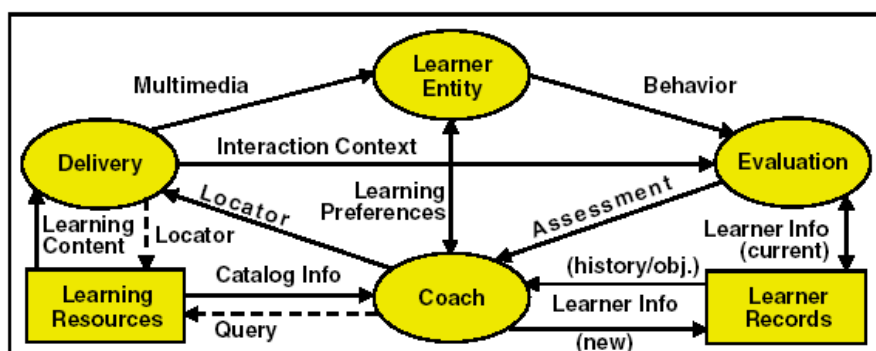 Learner
Entity
Multimedia
Behavior
Delivery
Interaction Context
Evaluation
Learning
Preferences
Locator
Assessment
Learning
Content
Locator
Learner Info
(current)
Learning
Resources
Catalog Info
Query
Coach
(history/obj.)
Learner Info
(new)
Learner
Records